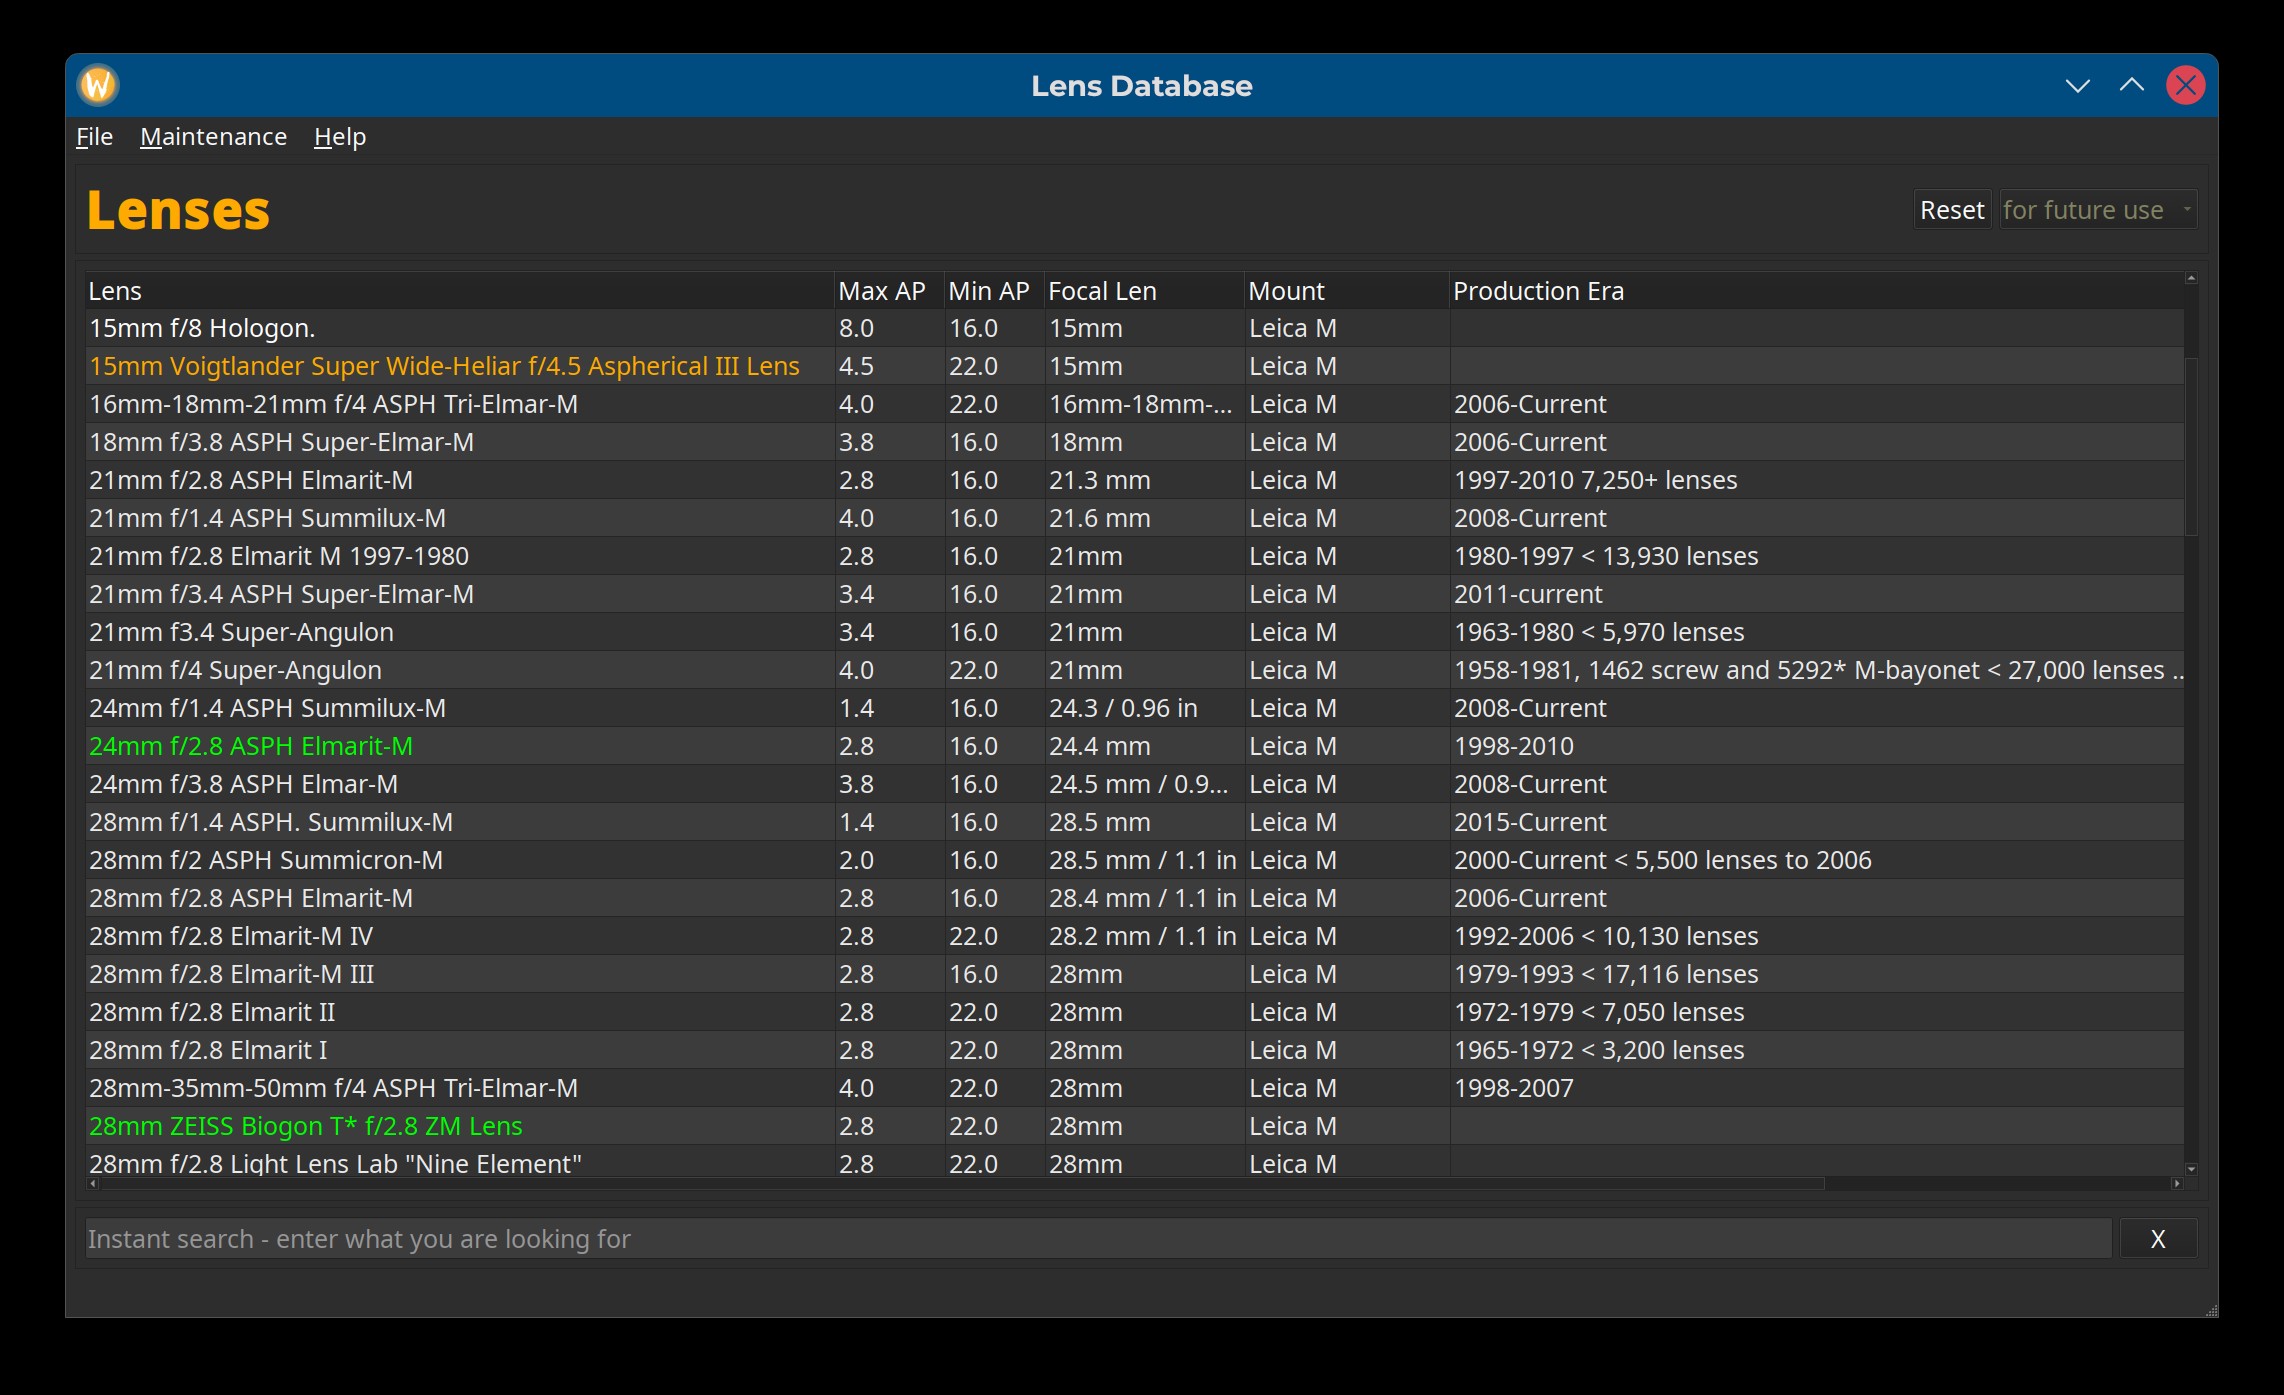 Lens Database
File Maintenance Help
Lenses
Reset for future use
Lens Max AP Min AP Focal Len Mount Production Era
15mm f/8 Hologon. 8.0 16.0 15mm Leica M
15mm Voigtlander Super Wide-Heliar f/4.5 Aspherical III Lens 4.5 22.0 15mm Leica M
16mm-18mm-21mm f/4 ASPH Tri-Elmar-M 4.0 22.0 16mm-18mm-... Leica M 2006-Current
18mm f/3.8 ASPH Super-Elmar-M 3.8 16.0 18mm Leica M 2006-Current
21mm f/2.8 ASPH Elmarit-M 2.8 16.0 21.3 mm Leica M 1997-2010 7,250+ lenses
21mm f/1.4 ASPH Summilux-M 4.0 16.0 21.6 mm Leica M 2008-Current
21mm f/2.8 Elmarit M 1997-1980 2.8 16.0 21mm Leica M 1980-1997 < 13,930 lenses
21mm f/3.4 ASPH Super-Elmar-M 3.4 16.0 21mm Leica M 2011-current
21mm f3.4 Super-Angulon 3.4 16.0 21mm Leica M 1963-1980 < 5,970 lenses
21mm f/4 Super-Angulon 4.0 22.0 21mm Leica M 1958-1981, 1462 screw and 5292* M-bayonet < 27,000 lenses ..
24mm f/1.4 ASPH Summilux-M 1.4 16.0 24.3 / 0.96 in Leica M 2008-Current
24mm f/2.8 ASPH Elmarit-M 2.8 16.0 24.4 mm Leica M 1998-2010
24mm f/3.8 ASPH Elmar-M 3.8 16.0 24.5 mm / 0.9... Leica M 2008-Current
28mm f/1.4 ASPH. Summilux-M 1.4 16.0 28.5 mm Leica M 2015-Current
28mm f/2 ASPH Summicron-M 2.0 16.0 28.5 mm / 1.1 in Leica M 2000-Current < 5,500 lenses to 2006
28mm f/2.8 ASPH Elmarit-M 2.8 16.0 28.4 mm / 1.1 in Leica M 2006-Current
28mm f/2.8 Elmarit-M IV 2.8 22.0 28.2 mm / 1.1 in Leica M 1992-2006 < 10,130 lenses
28mm f/2.8 Elmarit-M III 2.8 16.0 28mm Leica M 1979-1993 < 17,116 lenses
28mm f/2.8 Elmarit II 2.8 22.0 28mm Leica M 1972-1979 < 7,050 lenses
28mm f/2.8 Elmarit I 2.8 22.0 28mm Leica M 1965-1972 < 3,200 lenses
28mm-35mm-50mm f/4 ASPH Tri-Elmar-M 4.0 22.0 28mm Leica M 1998-2007
28mm ZEISS Biogon T* f/2.8 ZM Lens 2.8 22.0 28mm Leica M
28mm f/2.8 Light Lens Lab "Nine Element" 2.8 22.0 28mm Leica M
Instant search - enter what you are looking for X